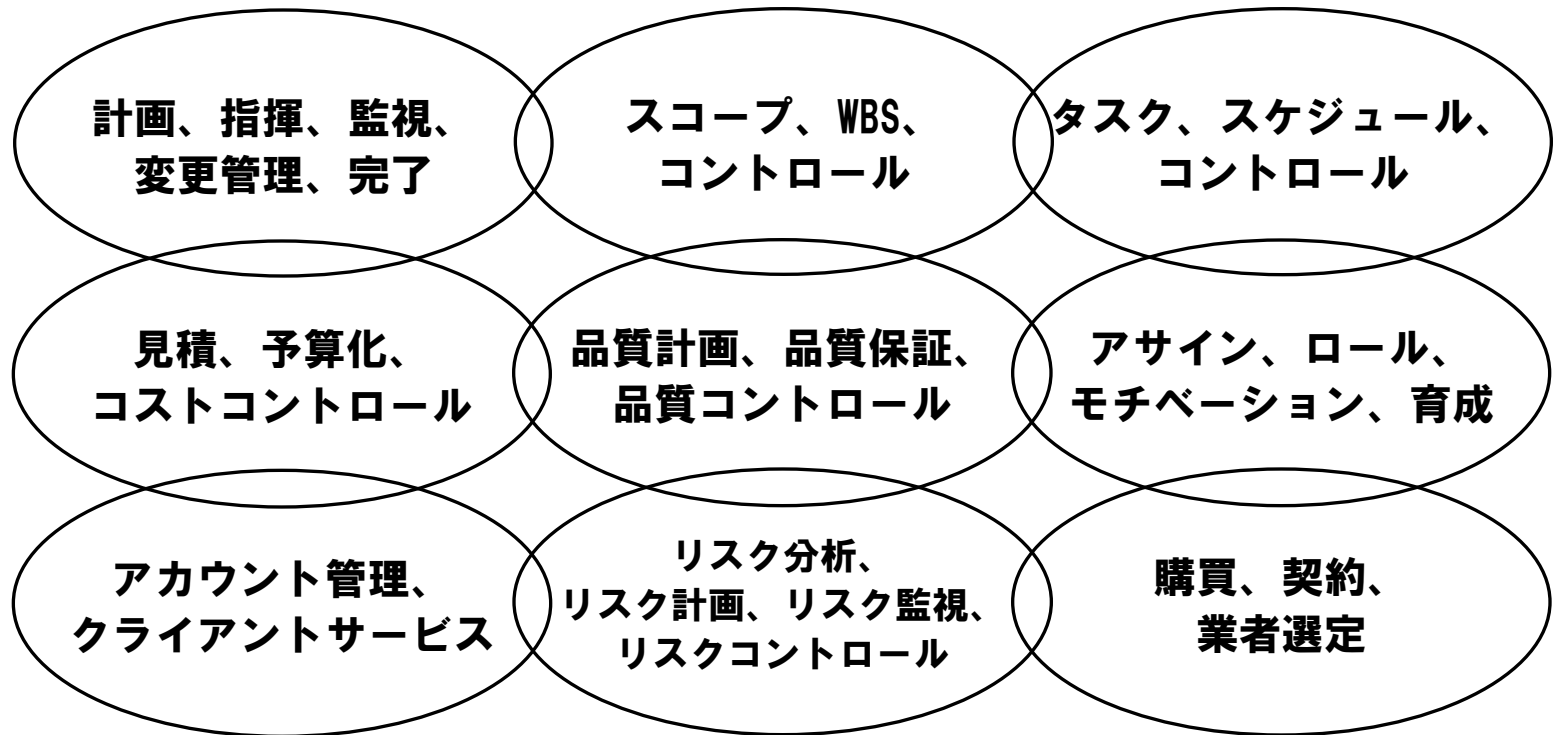 計画、指揮、監視、
変更管理、完了
スコープ、WBS、
コントロール
タスク、スケジュール、
コントロール
見積、予算化、
コストコントロール
品質計画、品質保証、
品質コントロール
アサイン、ロール、
モチベーション、育成
アカウント管理、
クライアントサービス
リスク分析、
リスク計画、リスク監視、
リスクコントロール
購買、契約、
業者選定